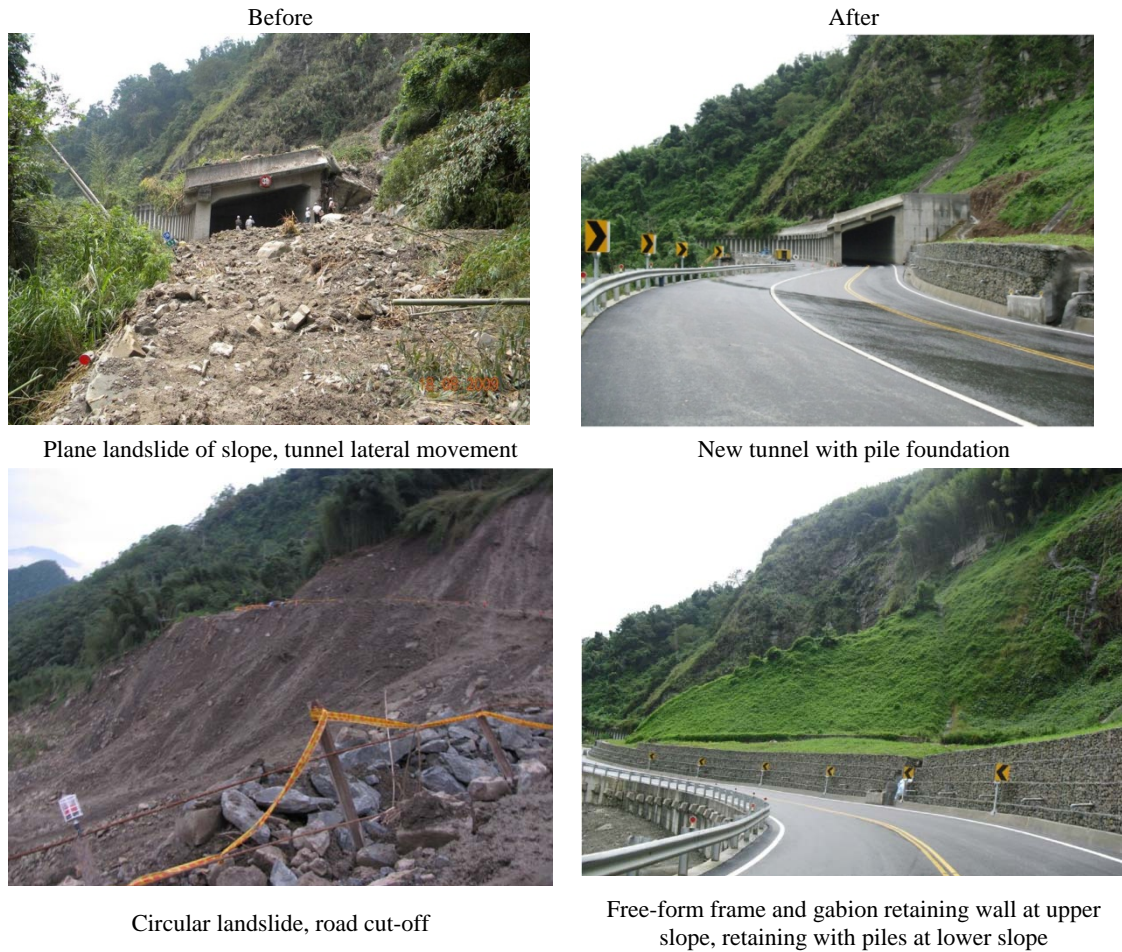 Before
After
Plane landslide of slope, tunnel lateral movement
New tunnel with pile foundation
Circular landslide, road cut-off
Free-form frame and gabion retaining wall at upper
slope, retaining with piles at lower slope